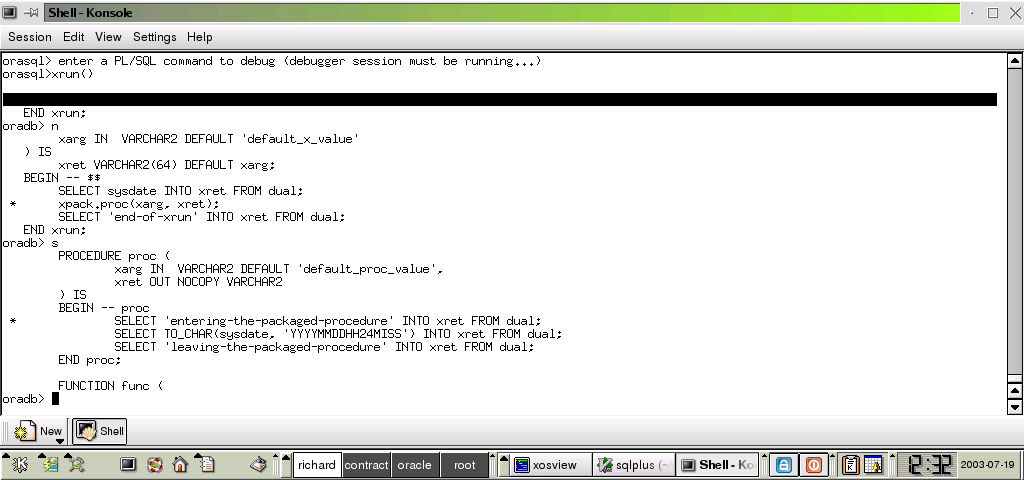 Shell - Konsole
Session Edit View Settings Help
orasql> enter a PL/SQL command to debug (debugger session must be running...)
orasql>xrun()
END xrun;
oradb> n
xarg IN  VARCHAR2 DEFAULT 'default_x_value'
) IS
xret VARCHAR2(64) DEFAULT xarg;
BEGIN -- $$
SELECT sysdate INTO xret FROM dual;
* xpack.proc(xarg, xret);
SELECT 'end-of-xrun' INTO xret FROM dual;
END xrun;
oradb> s
PROCEDURE proc (
xarg IN  VARCHAR2 DEFAULT 'default_proc_value',
xret OUT NOCOPY VARCHAR2
) IS
BEGIN -- proc
* SELECT 'entering-the-packaged-procedure' INTO xret FROM dual;
SELECT TO_CHAR(sysdate, 'YYYYMMDDHH24MISS') INTO xret FROM dual;
SELECT 'leaving-the-packaged-procedure' INTO xret FROM dual;
END proc;
FUNCTION func (
oradb>
New Shell
richard contract oracle root xosview sqlplus (~ Shell - Ko 2:32 2003-07-19